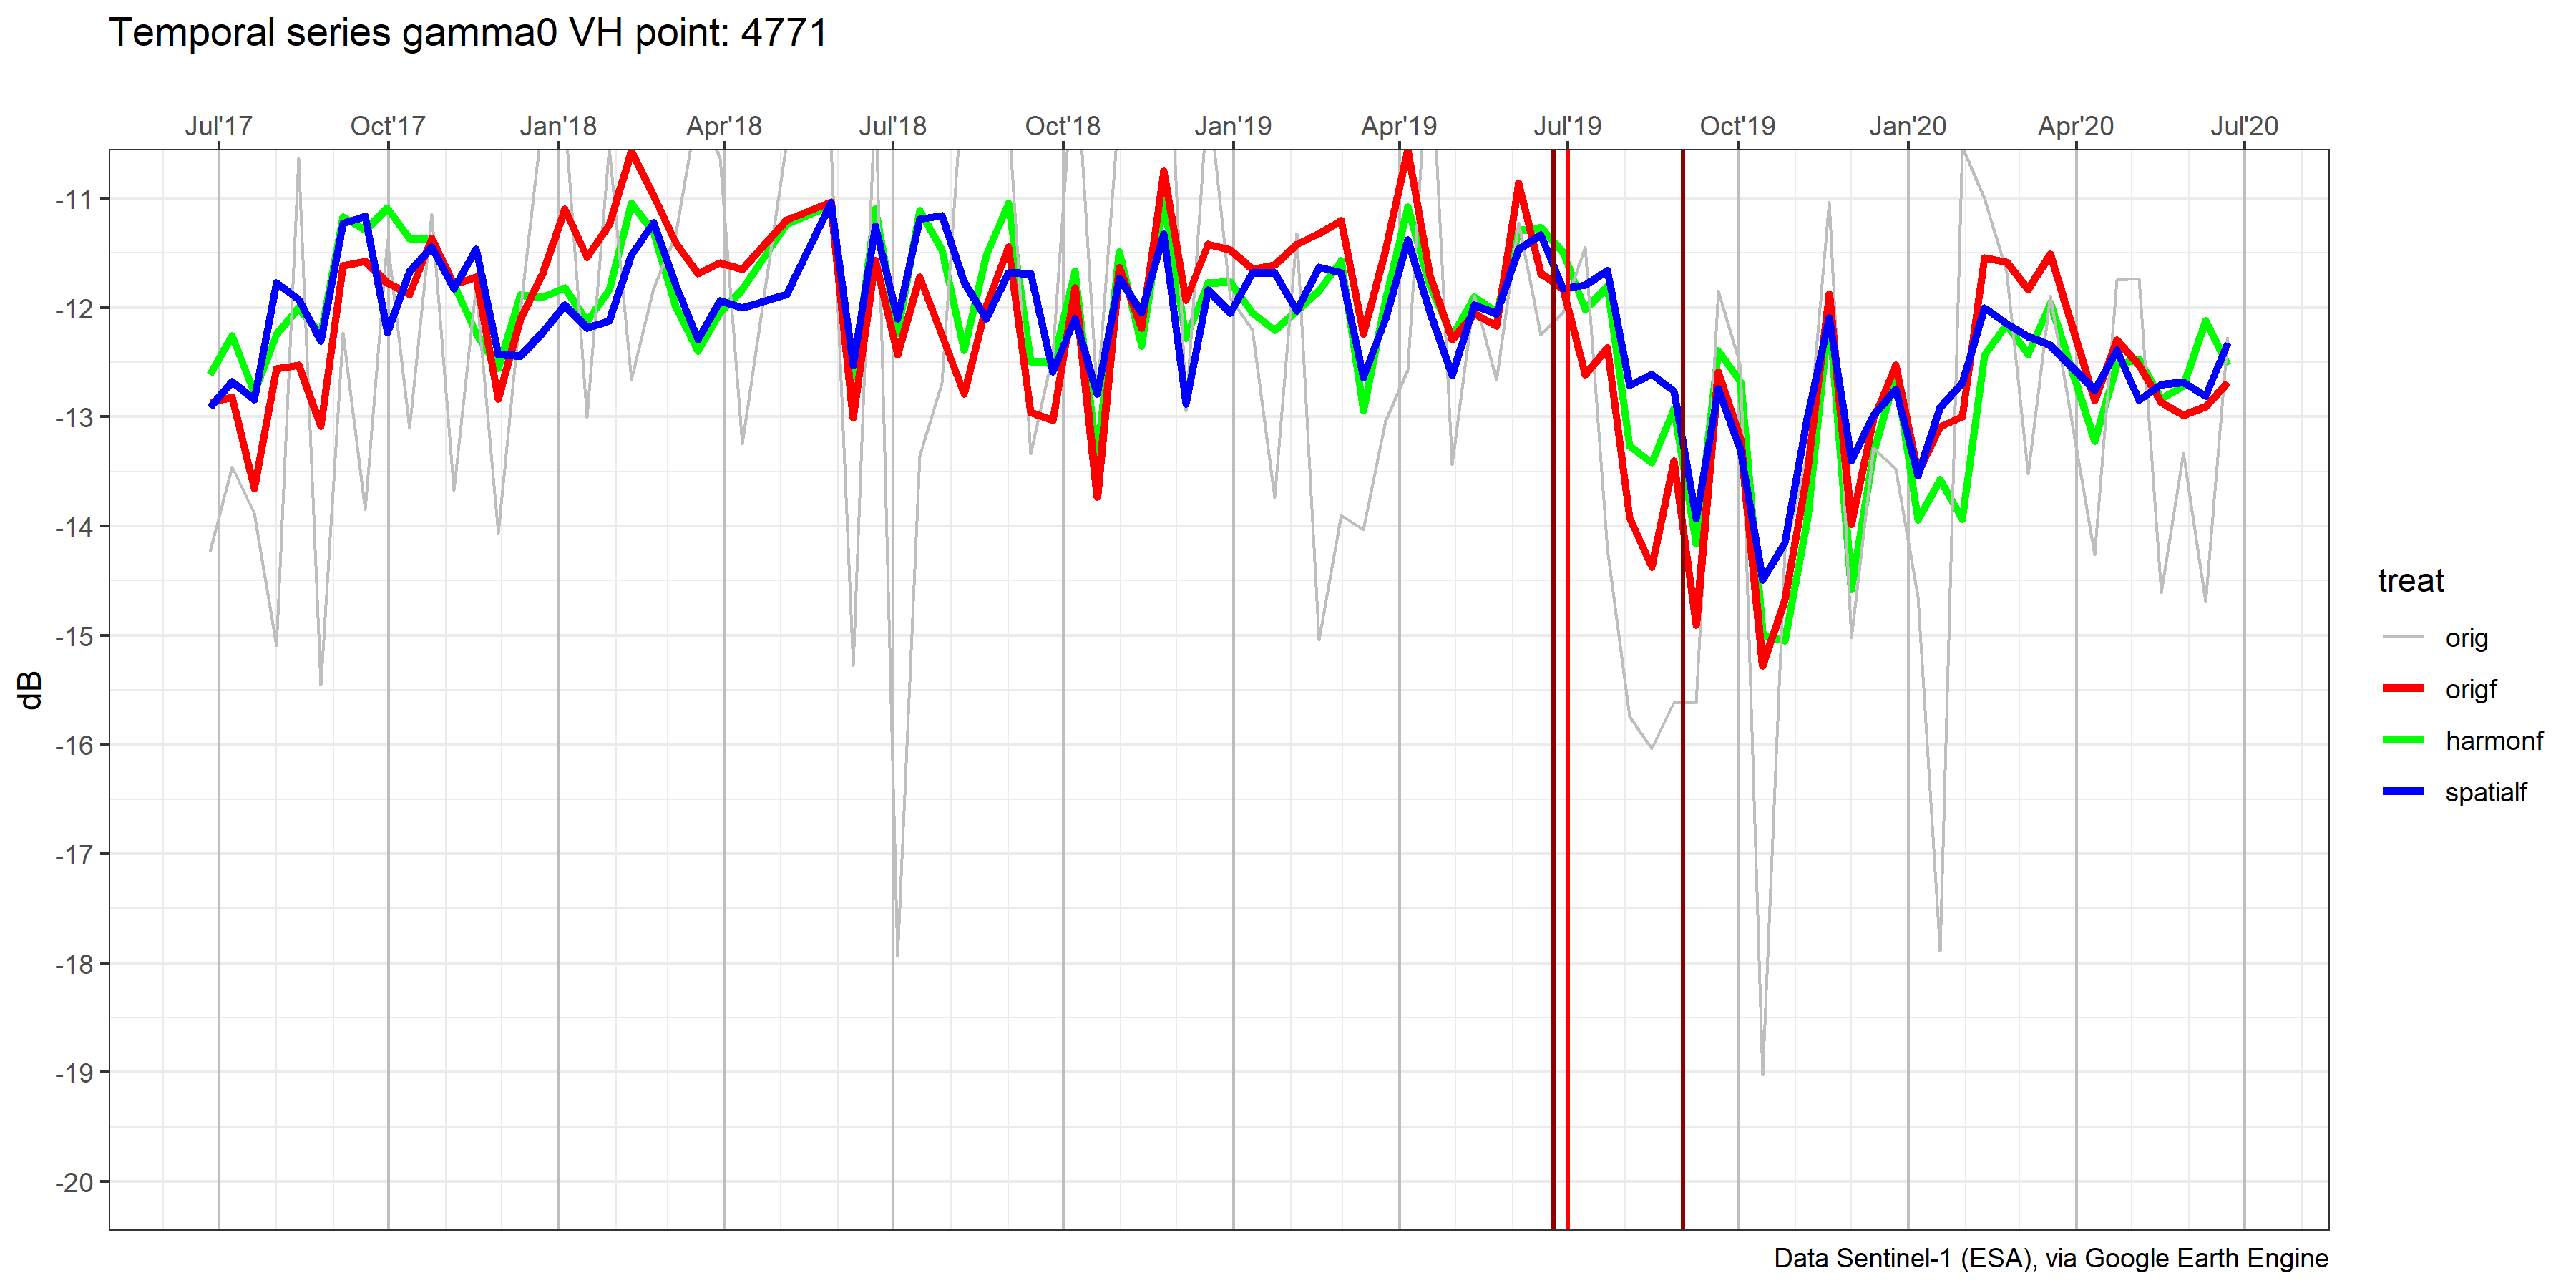 Temporal series gamma0 VH point: 4771
Jul'17 Oct'17 Jan'18 Apr'18 Jul'18 Oct'18 Jan'19 Apr'19 Jul'19 Oct'19 Jan'20 Apr'20 Jul'20
-11
-12
-13
-14
-15
-16
-17
-18
-19
-20
dB
treat
orig
origf
harmonf
spatialf
Data Sentinel-1 (ESA), via Google Earth Engine